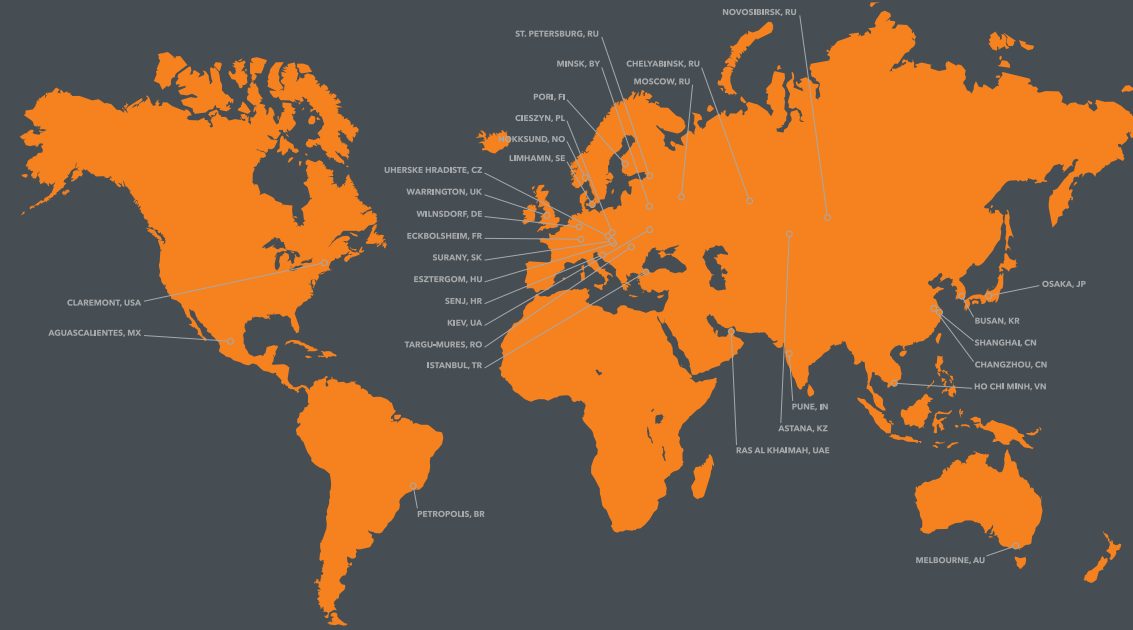 NOVOSIBIRSK, RU
ST. PETERSBURG, RU
MINSK, BY
CHELYABINSK, RU
MOSCOW, RU
PORI, FI
CIESZYN, PL
HOKKSUND, NO
LIMHAMN, SE
UHERSKE HRADISTE, CZ
WARRINGTON, UK
WILNSDORF, DE
ECKBOLSHEIM, FR
SURANY, SK
ESZTERGOM, HU
SENJ, HR
KIEV, UA
TARGU-MURES, RO
ISTANBUL, TR
CLAREMONT, USA
AGUASCALIENTES, MX
OSAKA, JP
BUSAN, KR
SHANGHAI, CN
CHANGZHOU, CN
HO CHI MINH, VN
PUNE, IN
ASTANA, KZ
RAS AL KHAIMAH, UAE
PETROPOLIS, BR
MELBOURNE, AU